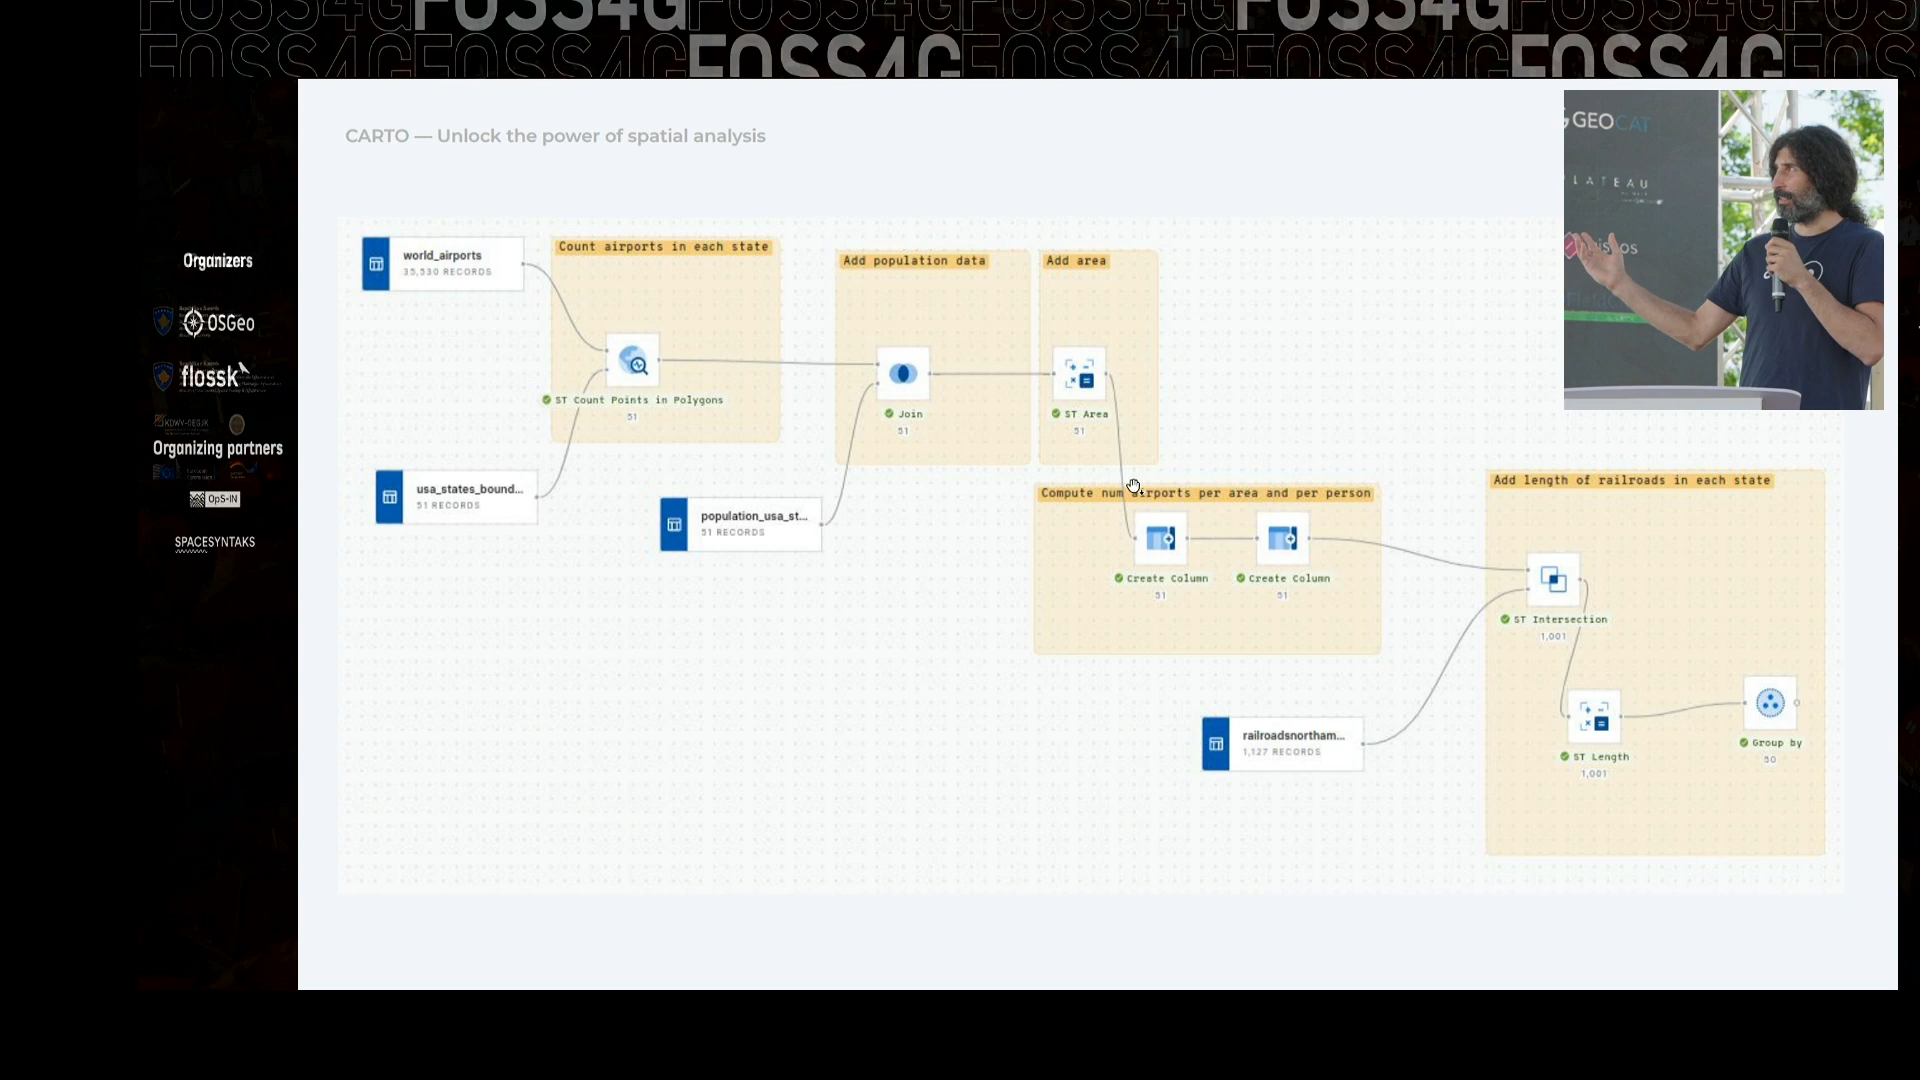 FOSS4GFOSS4GFOSS4GFOSS4GFOSS4GFOSS4GFOS
FOSS4GFOSS4GFOSS4GFOSS4GFOSS4GFOSS4GFOS
CARTO — Unlock the power of spatial analysis
GEOCAT
LATEAU
Organizers
OSGeo
flossk
Organizing partners
OpS-IN
SPACESYNTAKS
world_airports
35,530 RECORDS
Count airports in each state
ST Count Points in Polygons
51
usa_states_bound...
51 RECORDS
Add population data
Join
51
population_usa_st...
51 RECORDS
Add area
ST Area
51
Compute num airports per area and per person
Create Column
51
Create Column
51
railroadsnortham...
1,127 RECORDS
Add length of railroads in each state
ST Intersection
1,001
ST Length
1,001
Group by
50